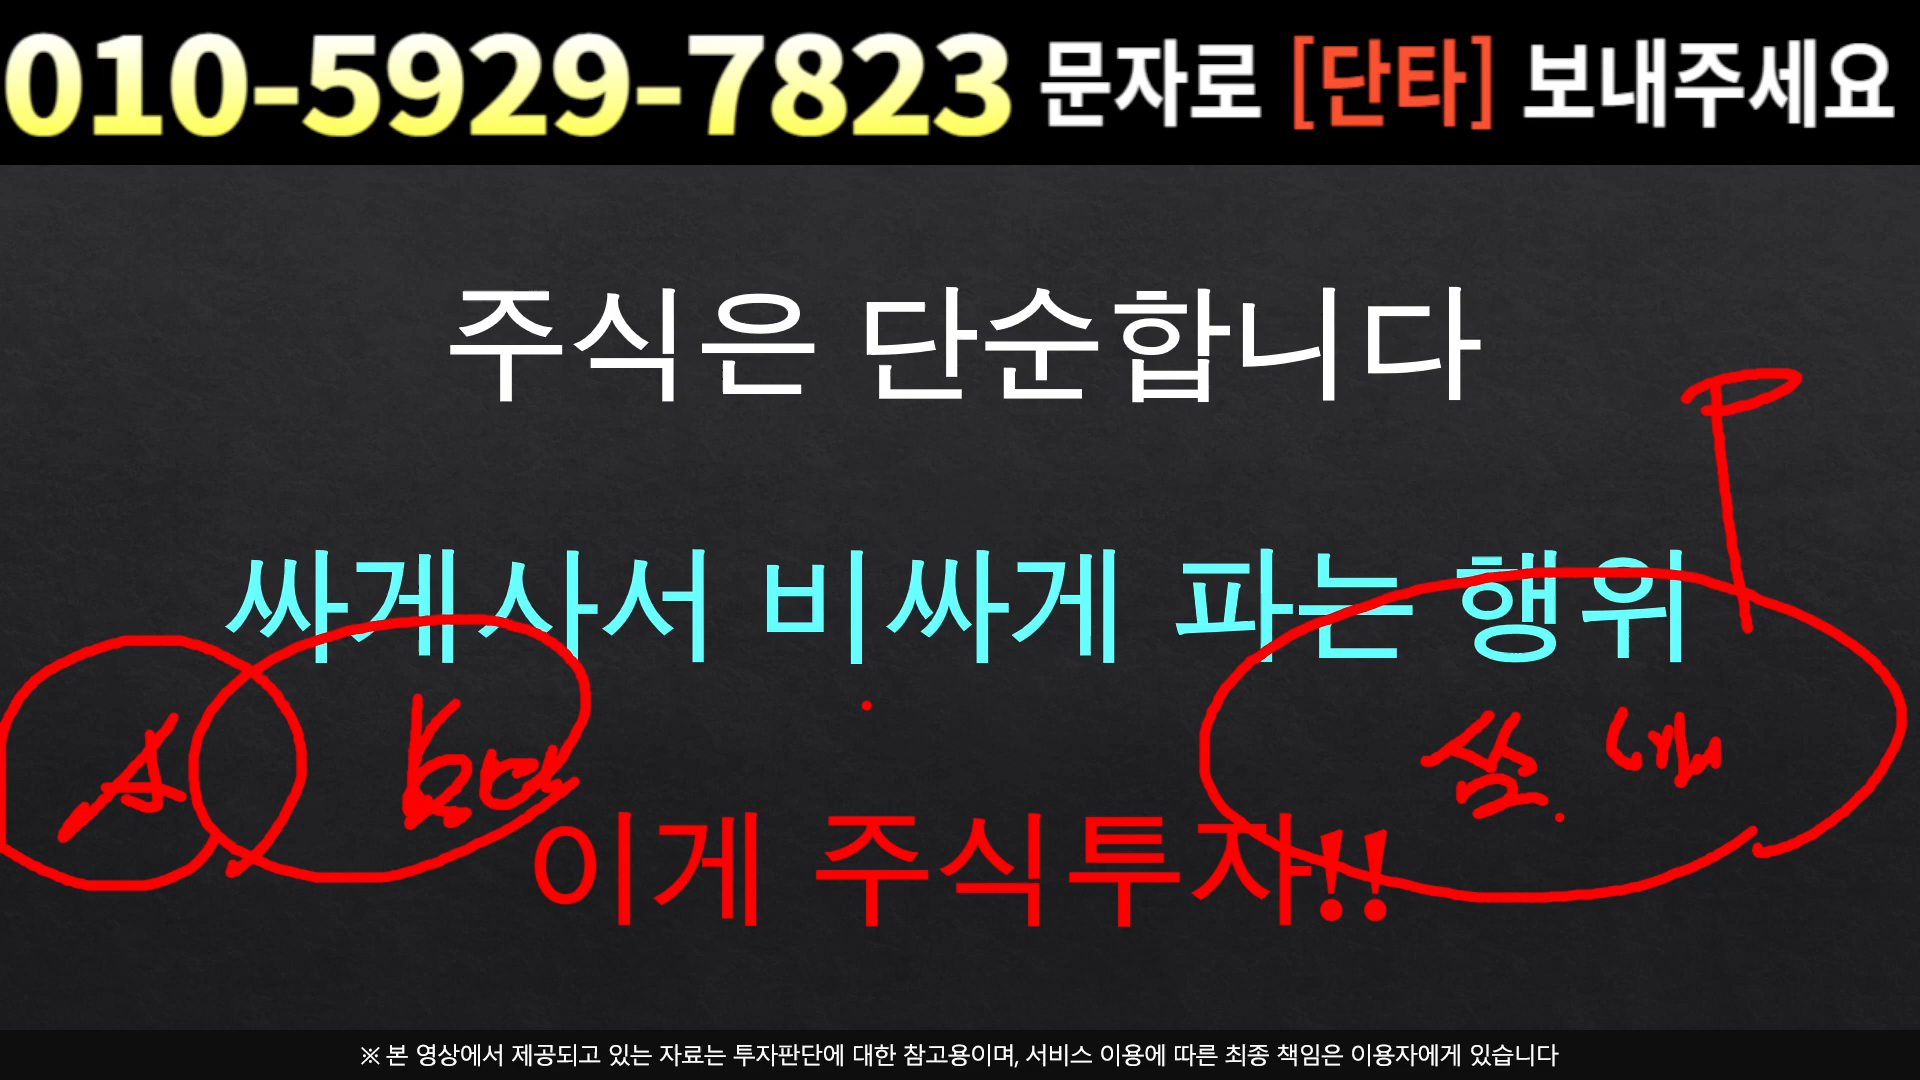 010-5929-7823 문자로 [단타] 보내주세요
주식은 단순합니다
싸게사서 비싸게 파는 행위
이게 주식투자!!
※ 본 영상에서 제공되고 있는 자료는 투자판단에 대한 참고용이며, 서비스 이용에 따른 최종 책임은 이용자에게 있습니다